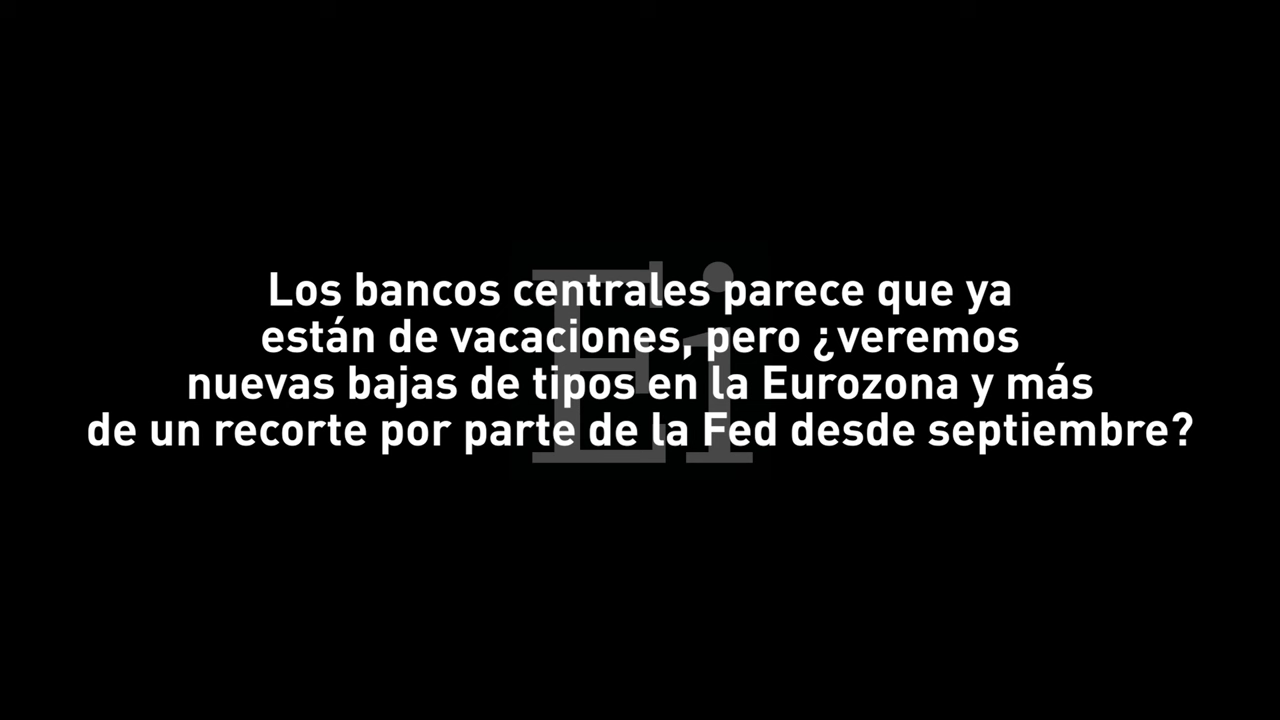 Los bancos centrales parece que ya
están de vacaciones, pero ¿veremos
nuevas bajas de tipos en la Eurozona y más
de un recorte por parte de la Fed desde septiembre?
Ei